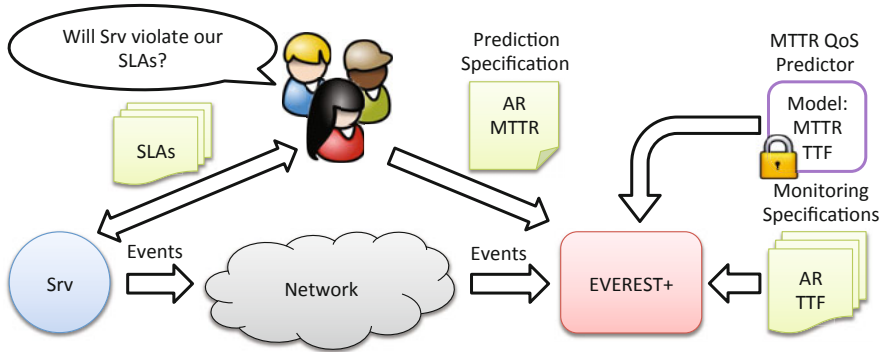 Will Srv violate our
SLAs?
SLAs
Prediction
Specification
AR
MTTR
MTTR QoS
Predictor
Model:
MTTR
TTF
Monitoring
Specifications
AR
TTF
Srv
Events
Network
Events
EVEREST+